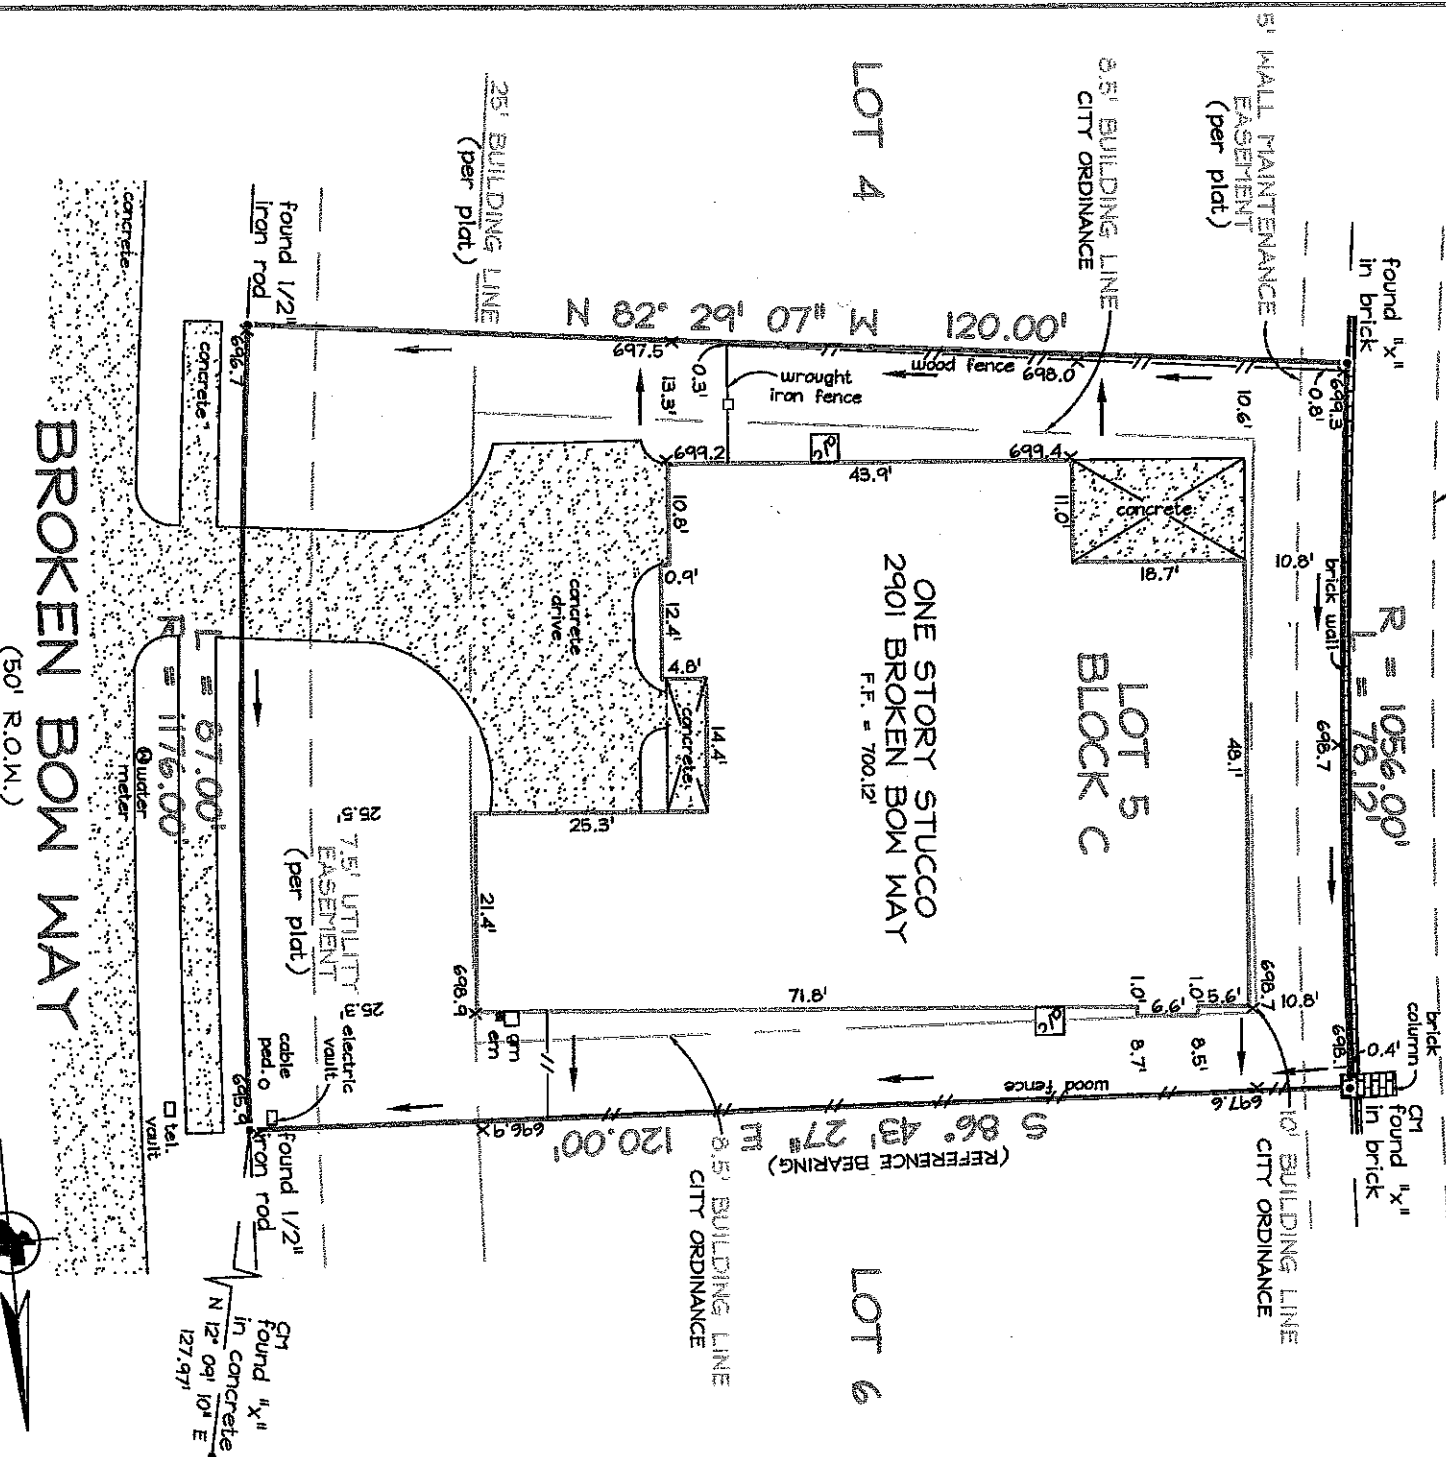 5' WALL MAINTENANCE
EASEMENT
(per plat)
8.5' BUILDING LINE
CITY ORDINANCE
LOT 4
25' BUILDING LINE
(per plat)
found "x"
in brick
found 1/2"
iron rod
N 82° 29' 07" W 120.00'
699.3
0.8'
10.6'
698.0
wood fence
wrought
iron fence
0.3'
13.3'
697.5
696.7
concrete
concrete
699.4
43.9'
699.2
a/c
concrete
11.0'
18.7'
10.8'
10.8'
0.9'
12.4'
4.8'
concrete
14.4'
concrete
drive
25.3'
21.4'
brick wall
R = 1056.00'
L = 78.12'
698.7
48.1'
LOT 5
BLOCK C
ONE STORY STUCCO
2901 BROKEN BOW WAY
F.F. = 700.12'
L = 87.00'
R = 1176.00'
water
meter
BROKEN BOW WAY
(50' R.O.W.)
25.5'
7.5' UTILITY
EASEMENT
(per plat)
25.3'
electric
vault
cable
ped.
695.9
tel.
vault
698.9
gm
em
71.8'
a/c
1.0'
6.6'
1.0'
5.6'
698.7
10.8'
8.7'
8.5'
698.1
0.4'
brick
column
CM
found "x"
in brick
697.6
wood fence
696.9
S 86° 43' 27" E 120.00'
(REFERENCE BEARING)
10' BUILDING LINE
CITY ORDINANCE
8.5' BUILDING LINE
CITY ORDINANCE
LOT 6
found 1/2"
iron rod
CM
found "x"
in concrete
N 12° 09' 10" E
127.97'